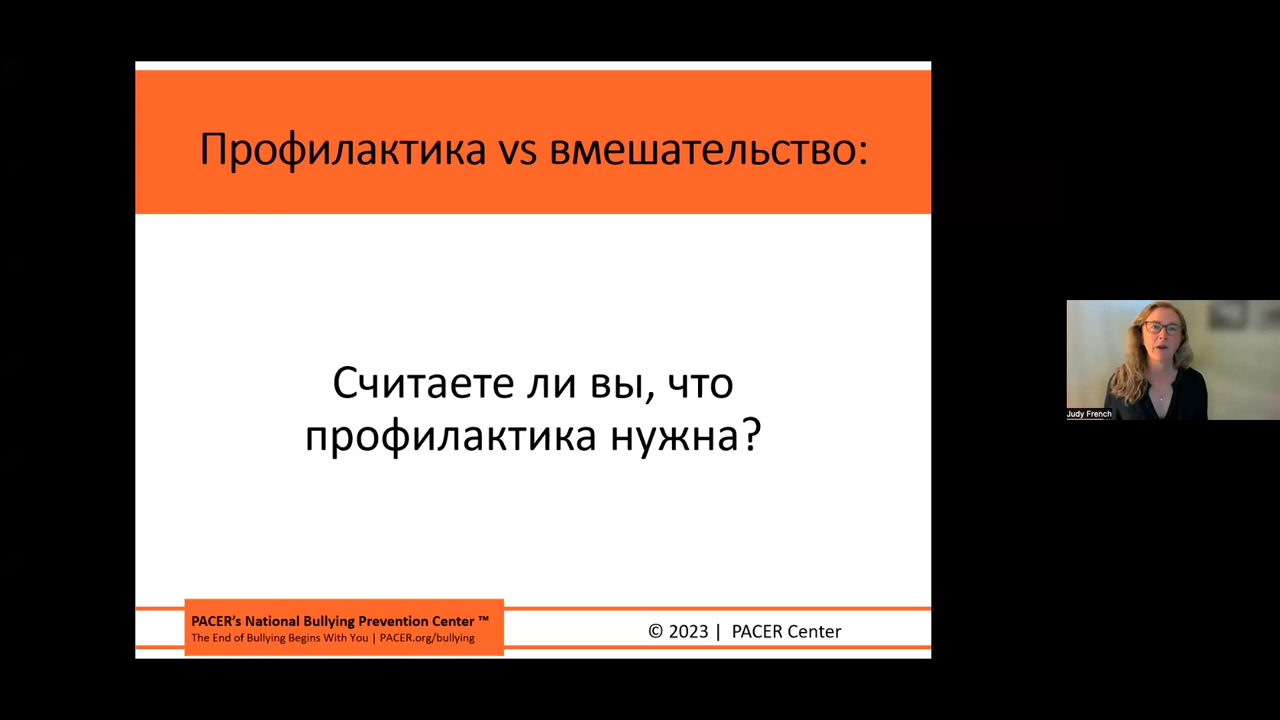 Профилактика vs вмешательство:
Считаете ли вы, что
профилактика нужна?
PACER’s National Bullying Prevention Center ™
The End of Bullying Begins With You | PACER.org/bullying
© 2023 | PACER Center
Judy French